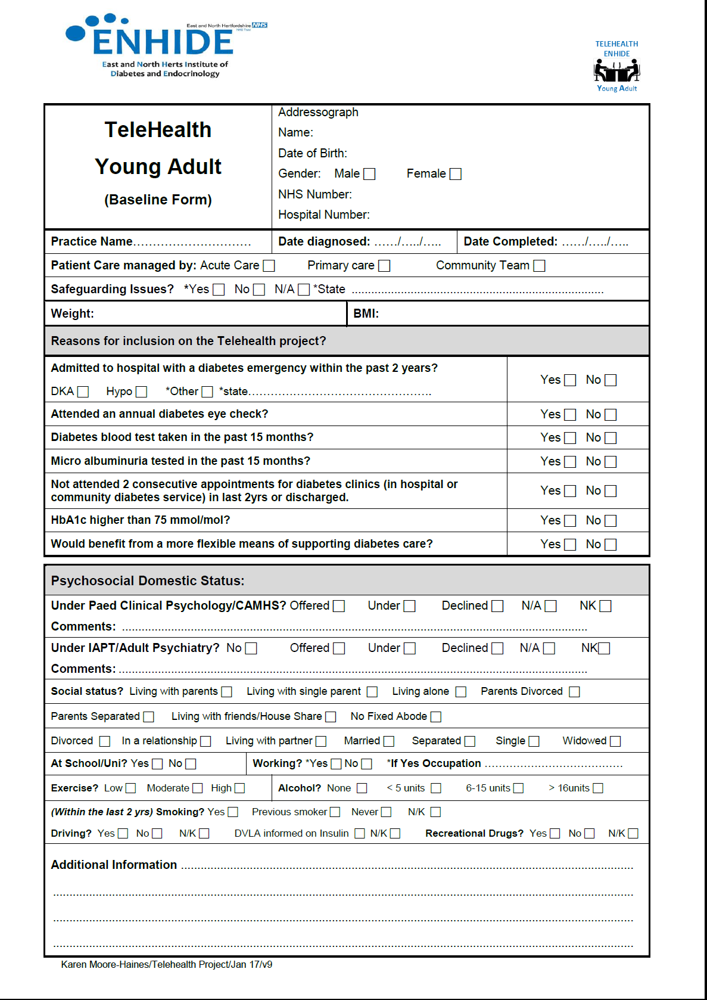 East and North Hertfordshire NHS
NHS Trust
ENHIDE
East and North Herts Institute of
Diabetes and Endocrinology
TELEHEALTH
ENHIDE
Young Adult
TeleHealth
Young Adult
(Baseline Form)
Addressograph
Name:
Date of Birth:
Gender: Male ☐ Female ☐
NHS Number:
Hospital Number:
Practice Name………………………… Date diagnosed: ……/…../….. Date Completed: ……/…../…..
Patient Care managed by: Acute Care ☐ Primary care ☐ Community Team ☐
Safeguarding Issues? *Yes ☐ No ☐ N/A ☐ *State .............................................................................
Weight: BMI:
Reasons for inclusion on the Telehealth project?
Admitted to hospital with a diabetes emergency within the past 2 years? Yes ☐ No ☐
DKA ☐ Hypo ☐ *Other ☐ *state……………………………………………….
Attended an annual diabetes eye check? Yes ☐ No ☐
Diabetes blood test taken in the past 15 months? Yes ☐ No ☐
Micro albuminuria tested in the past 15 months? Yes ☐ No ☐
Not attended 2 consecutive appointments for diabetes clinics (in hospital or
community diabetes service) in last 2yrs or discharged. Yes ☐ No ☐
HbA1c higher than 75 mmol/mol? Yes ☐ No ☐
Would benefit from a more flexible means of supporting diabetes care? Yes ☐ No ☐
Psychosocial Domestic Status:
Under Paed Clinical Psychology/CAMHS? Offered ☐ Under ☐ Declined ☐ N/A ☐ NK ☐
Comments: ..............................................................................................................................................
Under IAPT/Adult Psychiatry? No ☐ Offered ☐ Under ☐ Declined ☐ N/A ☐ NK☐
Comments: ...............................................................................................................................................
Social status? Living with parents ☐ Living with single parent ☐ Living alone ☐ Parents Divorced ☐
Parents Separated ☐ Living with friends/House Share ☐ No Fixed Abode ☐
Divorced ☐ In a relationship ☐ Living with partner ☐ Married ☐ Separated ☐ Single ☐ Widowed ☐
At School/Uni? Yes ☐ No ☐ Working? *Yes ☐ No ☐ *If Yes Occupation …………………………………
Exercise? Low ☐ Moderate ☐ High ☐ Alcohol? None ☐ < 5 units ☐ 6-15 units ☐ > 16units ☐
(Within the last 2 yrs) Smoking? Yes ☐ Previous smoker ☐ Never ☐ N/K ☐
Driving? Yes ☐ No ☐ N/K ☐ DVLA informed on Insulin ☐ N/K ☐ Recreational Drugs? Yes ☐ No ☐ N/K ☐
Additional Information ..........................................................................................................................................
.................................................................................................................................................................................
.................................................................................................................................................................................
.................................................................................................................................................................................
Karen Moore-Haines/Telehealth Project/Jan 17/v9